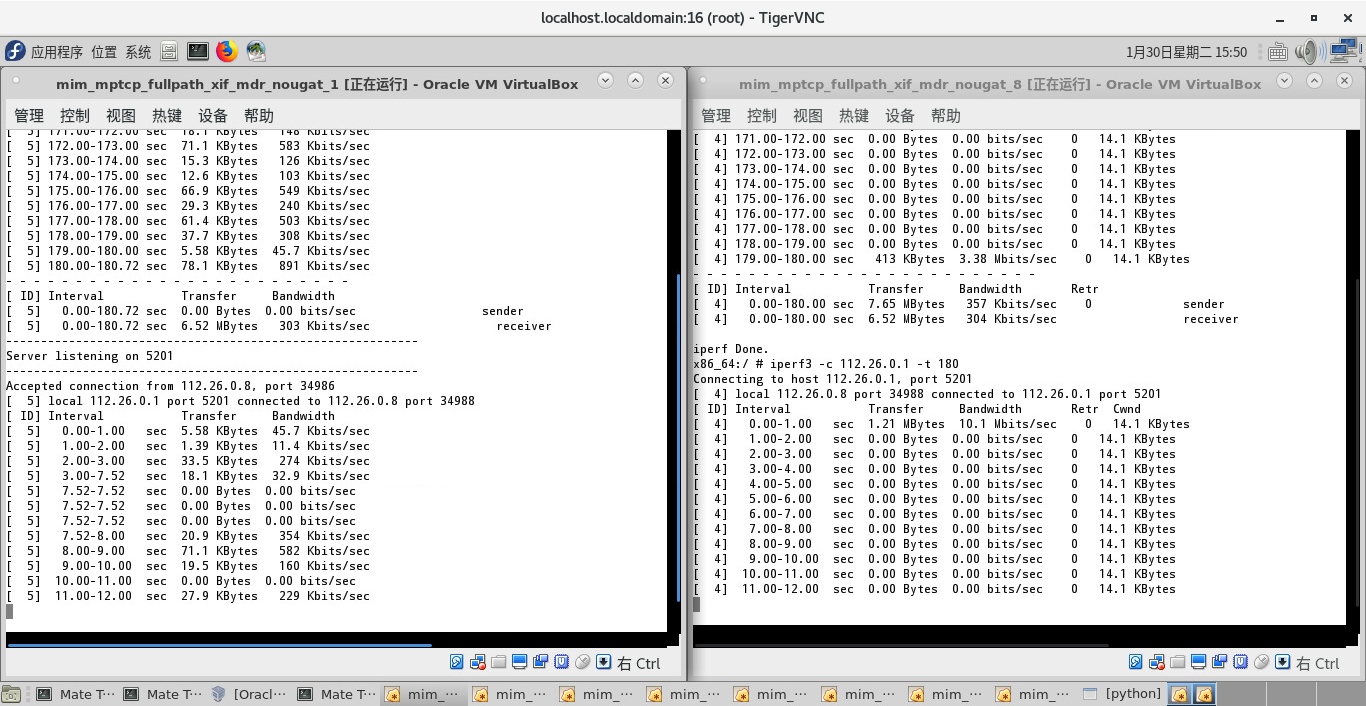 localhost.localdomain:16 (root) - TigerVNC
应用程序 位置 系统
1月30日星期二 15:50
mim_mptcp_fullpath_xif_mdr_nougat_1 [正在运行] - Oracle VM VirtualBox
管理 控制 视图 热键 设备 帮助
[  5] 171.00-172.00 sec  18.1 KBytes   148 Kbits/sec
[  5] 172.00-173.00 sec  71.1 KBytes   583 Kbits/sec
[  5] 173.00-174.00 sec  15.3 KBytes   126 Kbits/sec
[  5] 174.00-175.00 sec  12.6 KBytes   103 Kbits/sec
[  5] 175.00-176.00 sec  66.9 KBytes   549 Kbits/sec
[  5] 176.00-177.00 sec  29.3 KBytes   240 Kbits/sec
[  5] 177.00-178.00 sec  61.4 KBytes   503 Kbits/sec
[  5] 178.00-179.00 sec  37.7 KBytes   308 Kbits/sec
[  5] 179.00-180.00 sec  5.58 KBytes  45.7 Kbits/sec
[  5] 180.00-180.72 sec  78.1 KBytes   891 Kbits/sec
- - - - - - - - - - - - - - - - - - - - - - - - -
[ ID] Interval           Transfer     Bandwidth
[  5]   0.00-180.72 sec  0.00 Bytes  0.00 bits/sec                  sender
[  5]   0.00-180.72 sec  6.52 MBytes   303 Kbits/sec                  receiver
-----------------------------------------------------------
Server listening on 5201
-----------------------------------------------------------
Accepted connection from 112.26.0.8, port 34986
[  5] local 112.26.0.1 port 5201 connected to 112.26.0.8 port 34988
[ ID] Interval           Transfer     Bandwidth
[  5]   0.00-1.00   sec  5.58 KBytes  45.7 Kbits/sec
[  5]   1.00-2.00   sec  1.39 KBytes  11.4 Kbits/sec
[  5]   2.00-3.00   sec  33.5 KBytes   274 Kbits/sec
[  5]   3.00-7.52   sec  18.1 KBytes  32.9 Kbits/sec
[  5]   7.52-7.52   sec  0.00 Bytes  0.00 bits/sec
[  5]   7.52-7.52   sec  0.00 Bytes  0.00 bits/sec
[  5]   7.52-7.52   sec  0.00 Bytes  0.00 bits/sec
[  5]   7.52-8.00   sec  20.9 KBytes   354 Kbits/sec
[  5]   8.00-9.00   sec  71.1 KBytes   582 Kbits/sec
[  5]   9.00-10.00  sec  19.5 KBytes   160 Kbits/sec
[  5]  10.00-11.00  sec  0.00 Bytes  0.00 bits/sec
[  5]  11.00-12.00  sec  27.9 KBytes   229 Kbits/sec
右 Ctrl
mim_mptcp_fullpath_xif_mdr_nougat_8 [正在运行] - Oracle VM VirtualBox
管理 控制 视图 热键 设备 帮助
[  4] 171.00-172.00 sec  0.00 Bytes  0.00 bits/sec    0   14.1 KBytes
[  4] 172.00-173.00 sec  0.00 Bytes  0.00 bits/sec    0   14.1 KBytes
[  4] 173.00-174.00 sec  0.00 Bytes  0.00 bits/sec    0   14.1 KBytes
[  4] 174.00-175.00 sec  0.00 Bytes  0.00 bits/sec    0   14.1 KBytes
[  4] 175.00-176.00 sec  0.00 Bytes  0.00 bits/sec    0   14.1 KBytes
[  4] 176.00-177.00 sec  0.00 Bytes  0.00 bits/sec    0   14.1 KBytes
[  4] 177.00-178.00 sec  0.00 Bytes  0.00 bits/sec    0   14.1 KBytes
[  4] 178.00-179.00 sec  0.00 Bytes  0.00 bits/sec    0   14.1 KBytes
[  4] 179.00-180.00 sec   413 KBytes  3.38 Mbits/sec    0   14.1 KBytes
- - - - - - - - - - - - - - - - - - - - - - - - -
[ ID] Interval           Transfer     Bandwidth       Retr
[  4]   0.00-180.00 sec  7.65 MBytes   357 Kbits/sec    0             sender
[  4]   0.00-180.00 sec  6.52 MBytes   304 Kbits/sec                  receiver
iperf Done.
x86_64:/ # iperf3 -c 112.26.0.1 -t 180
Connecting to host 112.26.0.1, port 5201
[  4] local 112.26.0.8 port 34988 connected to 112.26.0.1 port 5201
[ ID] Interval           Transfer     Bandwidth       Retr  Cwnd
[  4]   0.00-1.00   sec  1.21 MBytes  10.1 Mbits/sec    0   14.1 KBytes
[  4]   1.00-2.00   sec  0.00 Bytes  0.00 bits/sec    0   14.1 KBytes
[  4]   2.00-3.00   sec  0.00 Bytes  0.00 bits/sec    0   14.1 KBytes
[  4]   3.00-4.00   sec  0.00 Bytes  0.00 bits/sec    0   14.1 KBytes
[  4]   4.00-5.00   sec  0.00 Bytes  0.00 bits/sec    0   14.1 KBytes
[  4]   5.00-6.00   sec  0.00 Bytes  0.00 bits/sec    0   14.1 KBytes
[  4]   6.00-7.00   sec  0.00 Bytes  0.00 bits/sec    0   14.1 KBytes
[  4]   7.00-8.00   sec  0.00 Bytes  0.00 bits/sec    0   14.1 KBytes
[  4]   8.00-9.00   sec  0.00 Bytes  0.00 bits/sec    0   14.1 KBytes
[  4]   9.00-10.00  sec  0.00 Bytes  0.00 bits/sec    0   14.1 KBytes
[  4]  10.00-11.00  sec  0.00 Bytes  0.00 bits/sec    0   14.1 KBytes
[  4]  11.00-12.00  sec  0.00 Bytes  0.00 bits/sec    0   14.1 KBytes
右 Ctrl
Mate T··· Mate T··· [Oracl··· Mate T··· mim_··· mim_··· mim_··· mim_··· mim_··· mim_··· mim_··· mim_··· [python]